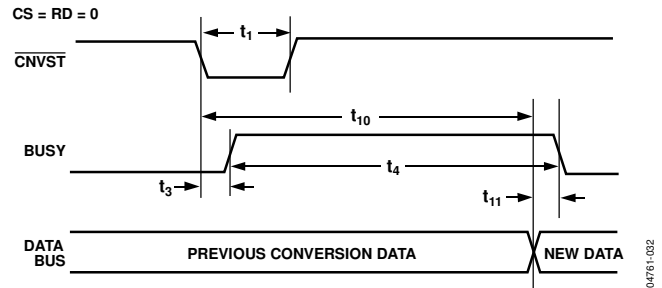 CS = RD = 0
CNVST
t1
t10
BUSY
t4
t3
t11
DATA
BUS
PREVIOUS CONVERSION DATA
NEW DATA
04761-032